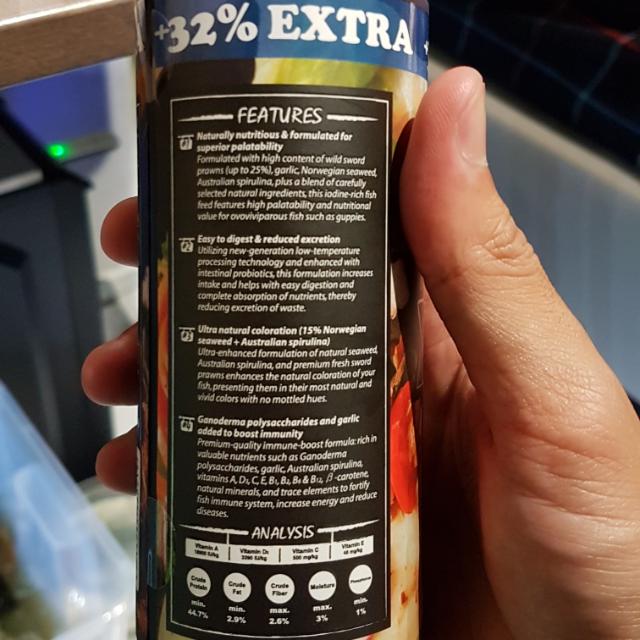 +32% EXTRA +
FEATURES
#1 Naturally nutritious & formulated for
superior palatability
Formulated with high content of wild sword
prawns (up to 25%), garlic, Norwegian seaweed,
Australian spirulina, plus a blend of carefully
selected natural ingredients, this iodine-rich fish
feed features high palatability and nutritional
value for ovoviviparous fish such as guppies.
#2 Easy to digest & reduced excretion
Utilizing new-generation low-temperature
processing technology and enhanced with
intestinal probiotics, this formulation increases
intake and helps with easy digestion and
complete absorption of nutrients, thereby
reducing excretion of waste.
#3 Ultra natural coloration (15% Norwegian
seaweed + Australian spirulina)
Ultra-enhanced formulation of natural seaweed,
Australian spirulina, and premium fresh sword
prawns enhances the natural coloration of your
fish, presenting them in their most natural and
vivid colors with no mottled hues.
#4 Ganoderma polysaccharides and garlic
added to boost immunity
Premium-quality immune-boost formula: rich in
valuable nutrients such as Ganoderma
polysaccharides, garlic, Australian spirulina,
vitamins A, D₃, C, E, B₁, B₂, B₆ & B₁₂, β-carotene,
natural minerals, and trace elements to fortify
fish immune system, increase energy and reduce
diseases.
ANALYSIS
Vitamin A Vitamin D₃ Vitamin C Vitamin E
IU/kg IU/kg 500 mg/kg mg/kg
Crude Protein Crude Fat Crude Fiber Moisture
min. min. max. max. min.
44.7% 2.9% 2.6% 3% 1%